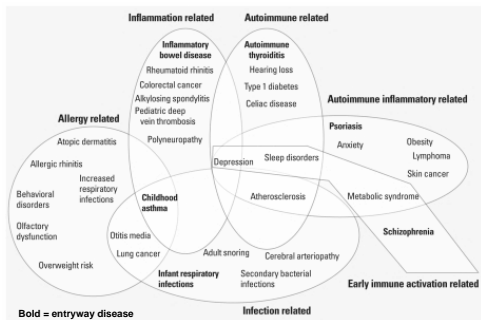 Inflammation related
Autoimmune related
Inflammatory
bowel disease
Rheumatoid rhinitis
Colorectal cancer
Alkylosing spondylitis
Pediatric deep
vein thrombosis
Polyneuropathy
Autoimmune
thyroiditis
Hearing loss
Type 1 diabetes
Celiac disease
Autoimmune inflammatory related
Psoriasis
Anxiety
Obesity
Lymphoma
Skin cancer
Allergy related
Atopic dermatitis
Allergic rhinitis
Increased
respiratory
infections
Behavioral
disorders
Olfactory
dysfunction
Overweight risk
Childhood
asthma
Otitis media
Lung cancer
Depression
Sleep disorders
Atherosclerosis
Metabolic syndrome
Schizophrenia
Adult snoring
Cerebral arteriopathy
Infant respiratory
infections
Secondary bacterial
infections
Early immune activation related
Infection related
Bold = entryway disease